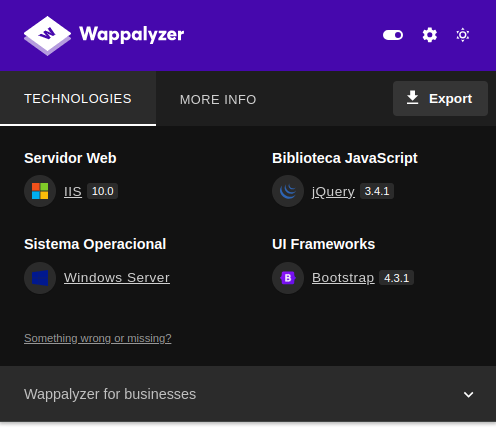 Wappalyzer
TECHNOLOGIES
MORE INFO
Export
Servidor Web
IIS 10.0
Biblioteca JavaScript
jQuery 3.4.1
Sistema Operacional
Windows Server
UI Frameworks
B Bootstrap 4.3.1
Something wrong or missing?
Wappalyzer for businesses